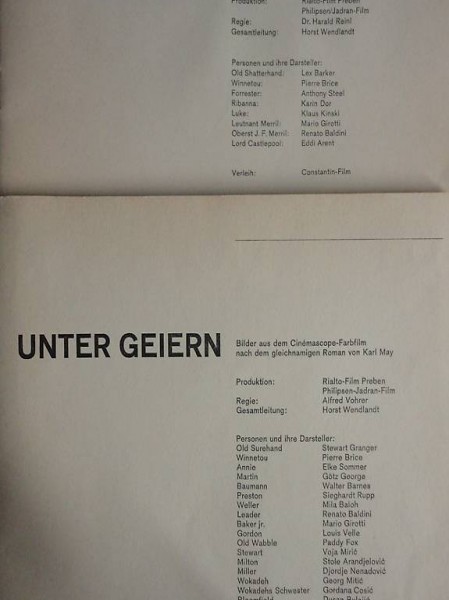 Produktion: Rialto-Film Preben
Philipsen/Jadran-Film
Regie: Dr. Harald Reinl
Gesamtleitung: Horst Wendlandt
Personen und ihre Darsteller:
Old Shatterhand: Lex Barker
Winnetou: Pierre Brice
Forrester: Anthony Steel
Ribanna: Karin Dor
Luke: Klaus Kinski
Leutnant Merril: Mario Girotti
Oberst J. F. Merril: Renato Baldini
Lord Castlepool: Eddi Arent
Verleih: Constantin-Film
UNTER GEIERN
Bilder aus dem Cinémascope-Farbfilm
nach dem gleichnamigen Roman von Karl May
Produktion: Rialto-Film Preben
Philipsen-Jadran-Film
Regie: Alfred Vohrer
Gesamtleitung: Horst Wendlandt
Personen und ihre Darsteller:
Old Surehand Stewart Granger
Winnetou Pierre Brice
Annie Elke Sommer
Martin Götz George
Baumann Walter Barnes
Preston Sieghardt Rupp
Weller Mila Baloh
Leader Renato Baldini
Baker jr. Mario Girotti
Gordon Louis Velle
Old Wabble Paddy Fox
Stewart Voja Mirić
Milton Stole Arandjelović
Miller Djordje Nenadović
Wokadeh Georg Mitić
Wokadehs Schwester Gordana Cosić
Bloomfield Dusan Bulajić